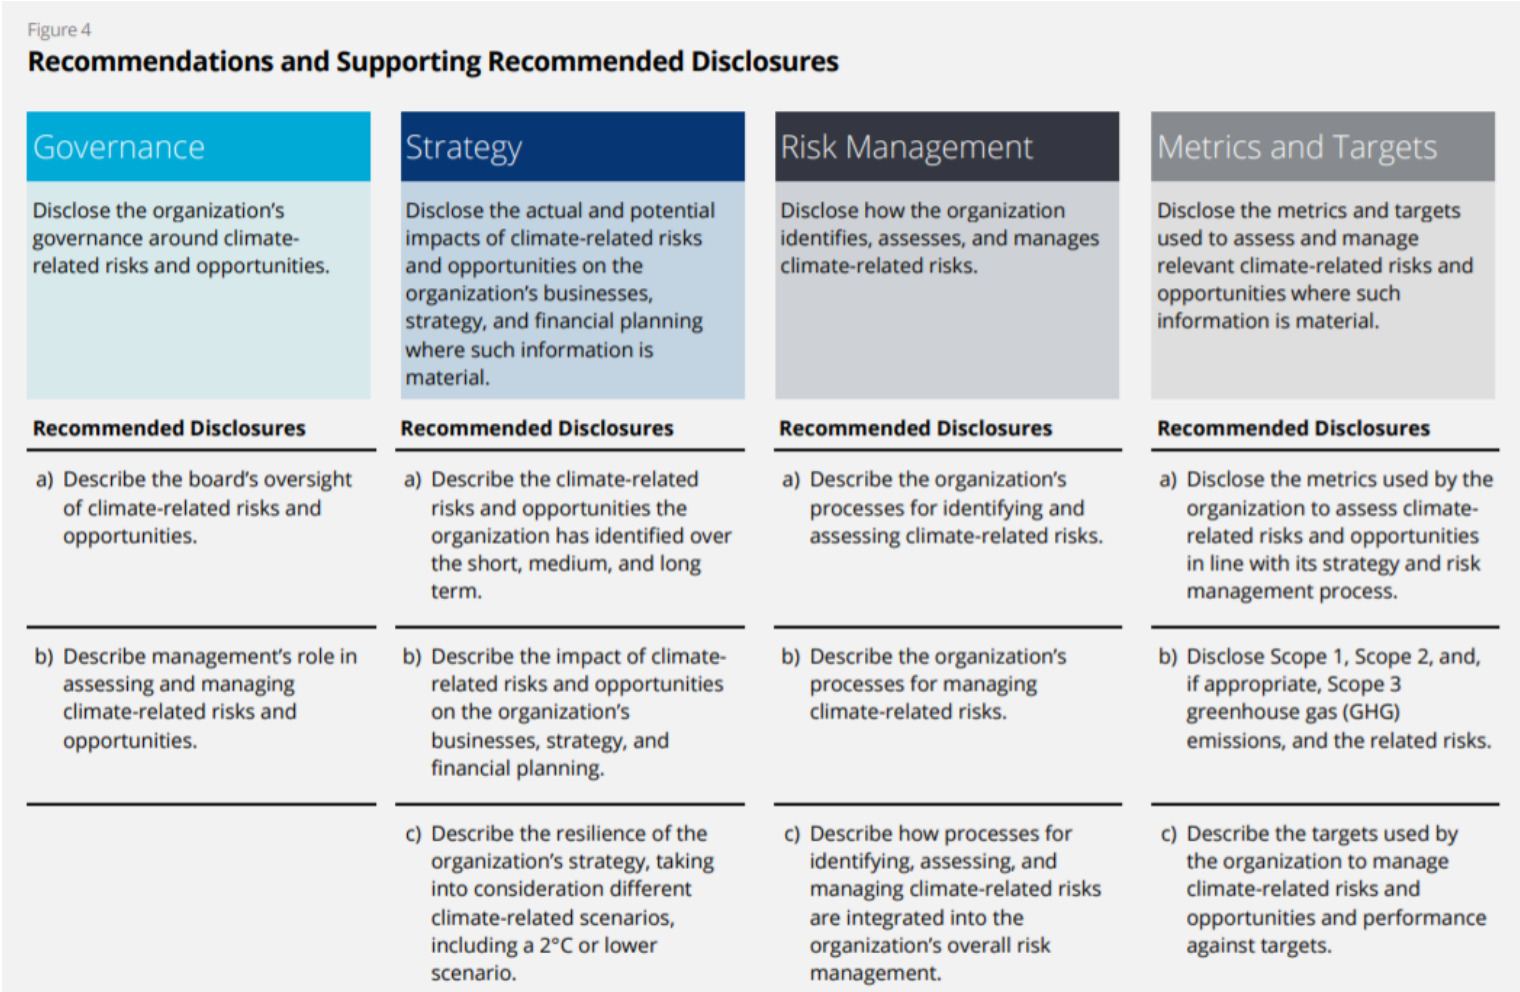 Figure 4
Recommendations and Supporting Recommended Disclosures
Governance
Disclose the organization's
governance around climate-
related risks and opportunities.
Recommended Disclosures
a) Describe the board's oversight
of climate-related risks and
opportunities.
b) Describe management's role in
assessing and managing
climate-related risks and
opportunities.
Strategy
Disclose the actual and potential
impacts of climate-related risks
and opportunities on the
organization's businesses,
strategy, and financial planning
where such information is
material.
Recommended Disclosures
a) Describe the climate-related
risks and opportunities the
organization has identified over
the short, medium, and long
term.
b) Describe the impact of climate-
related risks and opportunities
on the organization's
businesses, strategy, and
financial planning.
c) Describe the resilience of the
organization's strategy, taking
into consideration different
climate-related scenarios,
including a 2°C or lower
scenario.
Risk Management
Disclose how the organization
identifies, assesses, and manages
climate-related risks.
Recommended Disclosures
a) Describe the organization's
processes for identifying and
assessing climate-related risks.
b) Describe the organization's
processes for managing
climate-related risks.
c) Describe how processes for
identifying, assessing, and
managing climate-related risks
are integrated into the
organization's overall risk
management.
Metrics and Targets
Disclose the metrics and targets
used to assess and manage
relevant climate-related risks and
opportunities where such
information is material.
Recommended Disclosures
a) Disclose the metrics used by the
organization to assess climate-
related risks and opportunities
in line with its strategy and risk
management process.
b) Disclose Scope 1, Scope 2, and,
if appropriate, Scope 3
greenhouse gas (GHG)
emissions, and the related risks.
c) Describe the targets used by
the organization to manage
climate-related risks and
opportunities and performance
against targets.